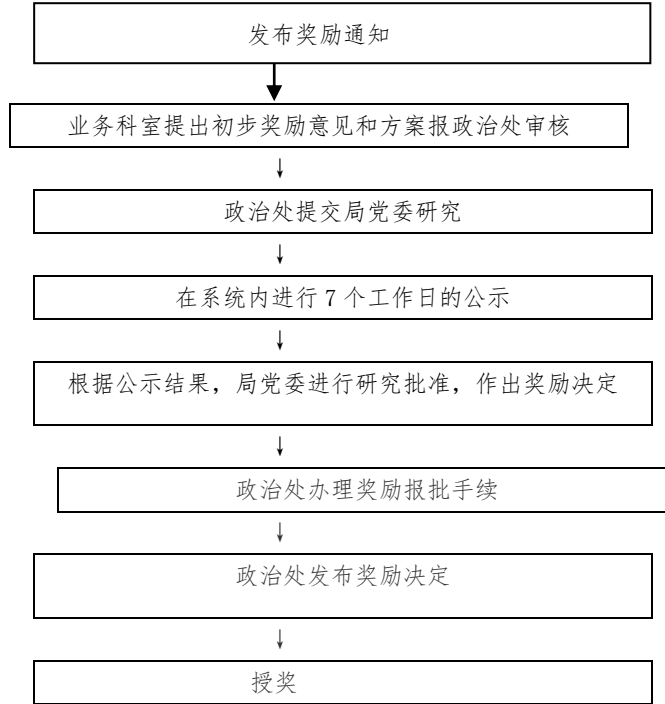 发布奖励通知
业务科室提出初步奖励意见和方案报政治处审核
↓
政治处提交局党委研究
↓
在系统内进行 7 个工作日的公示
↓
根据公示结果，局党委进行研究批准，作出奖励决定
↓
政治处办理奖励报批手续
↓
政治处发布奖励决定
↓
授奖